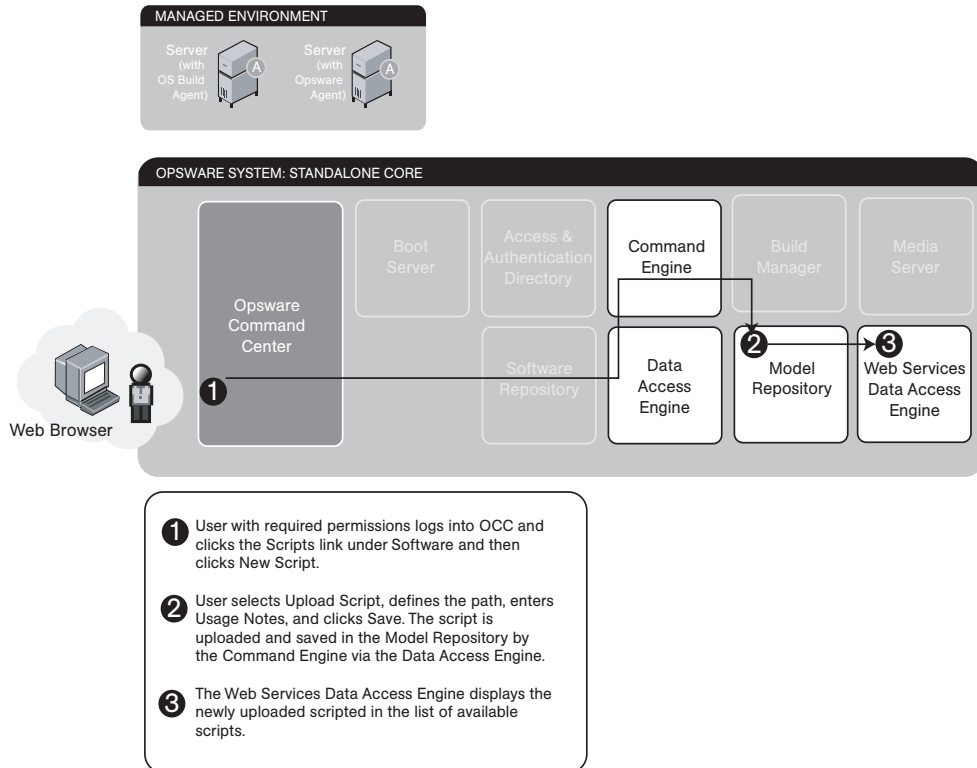 MANAGED ENVIRONMENT
Server
(with
OS Build
Agent)
A
Server
(with
Opsware
Agent)
A
OPSWARE SYSTEM: STANDALONE CORE
Opsware
Command
Center
Boot
Server
Access &
Authentication
Directory
Command
Engine
Build
Manager
Media
Server
Software
Repository
Data
Access
Engine
2
Model
Repository
3
Web Services
Data Access
Engine
1
Web Browser
1
User with required permissions logs into OCC and
clicks the Scripts link under Software and then
clicks New Script.
2
User selects Upload Script, defines the path, enters
Usage Notes, and clicks Save. The script is
uploaded and saved in the Model Repository by
the Command Engine via the Data Access Engine.
3
The Web Services Data Access Engine displays the
newly uploaded scripted in the list of available
scripts.